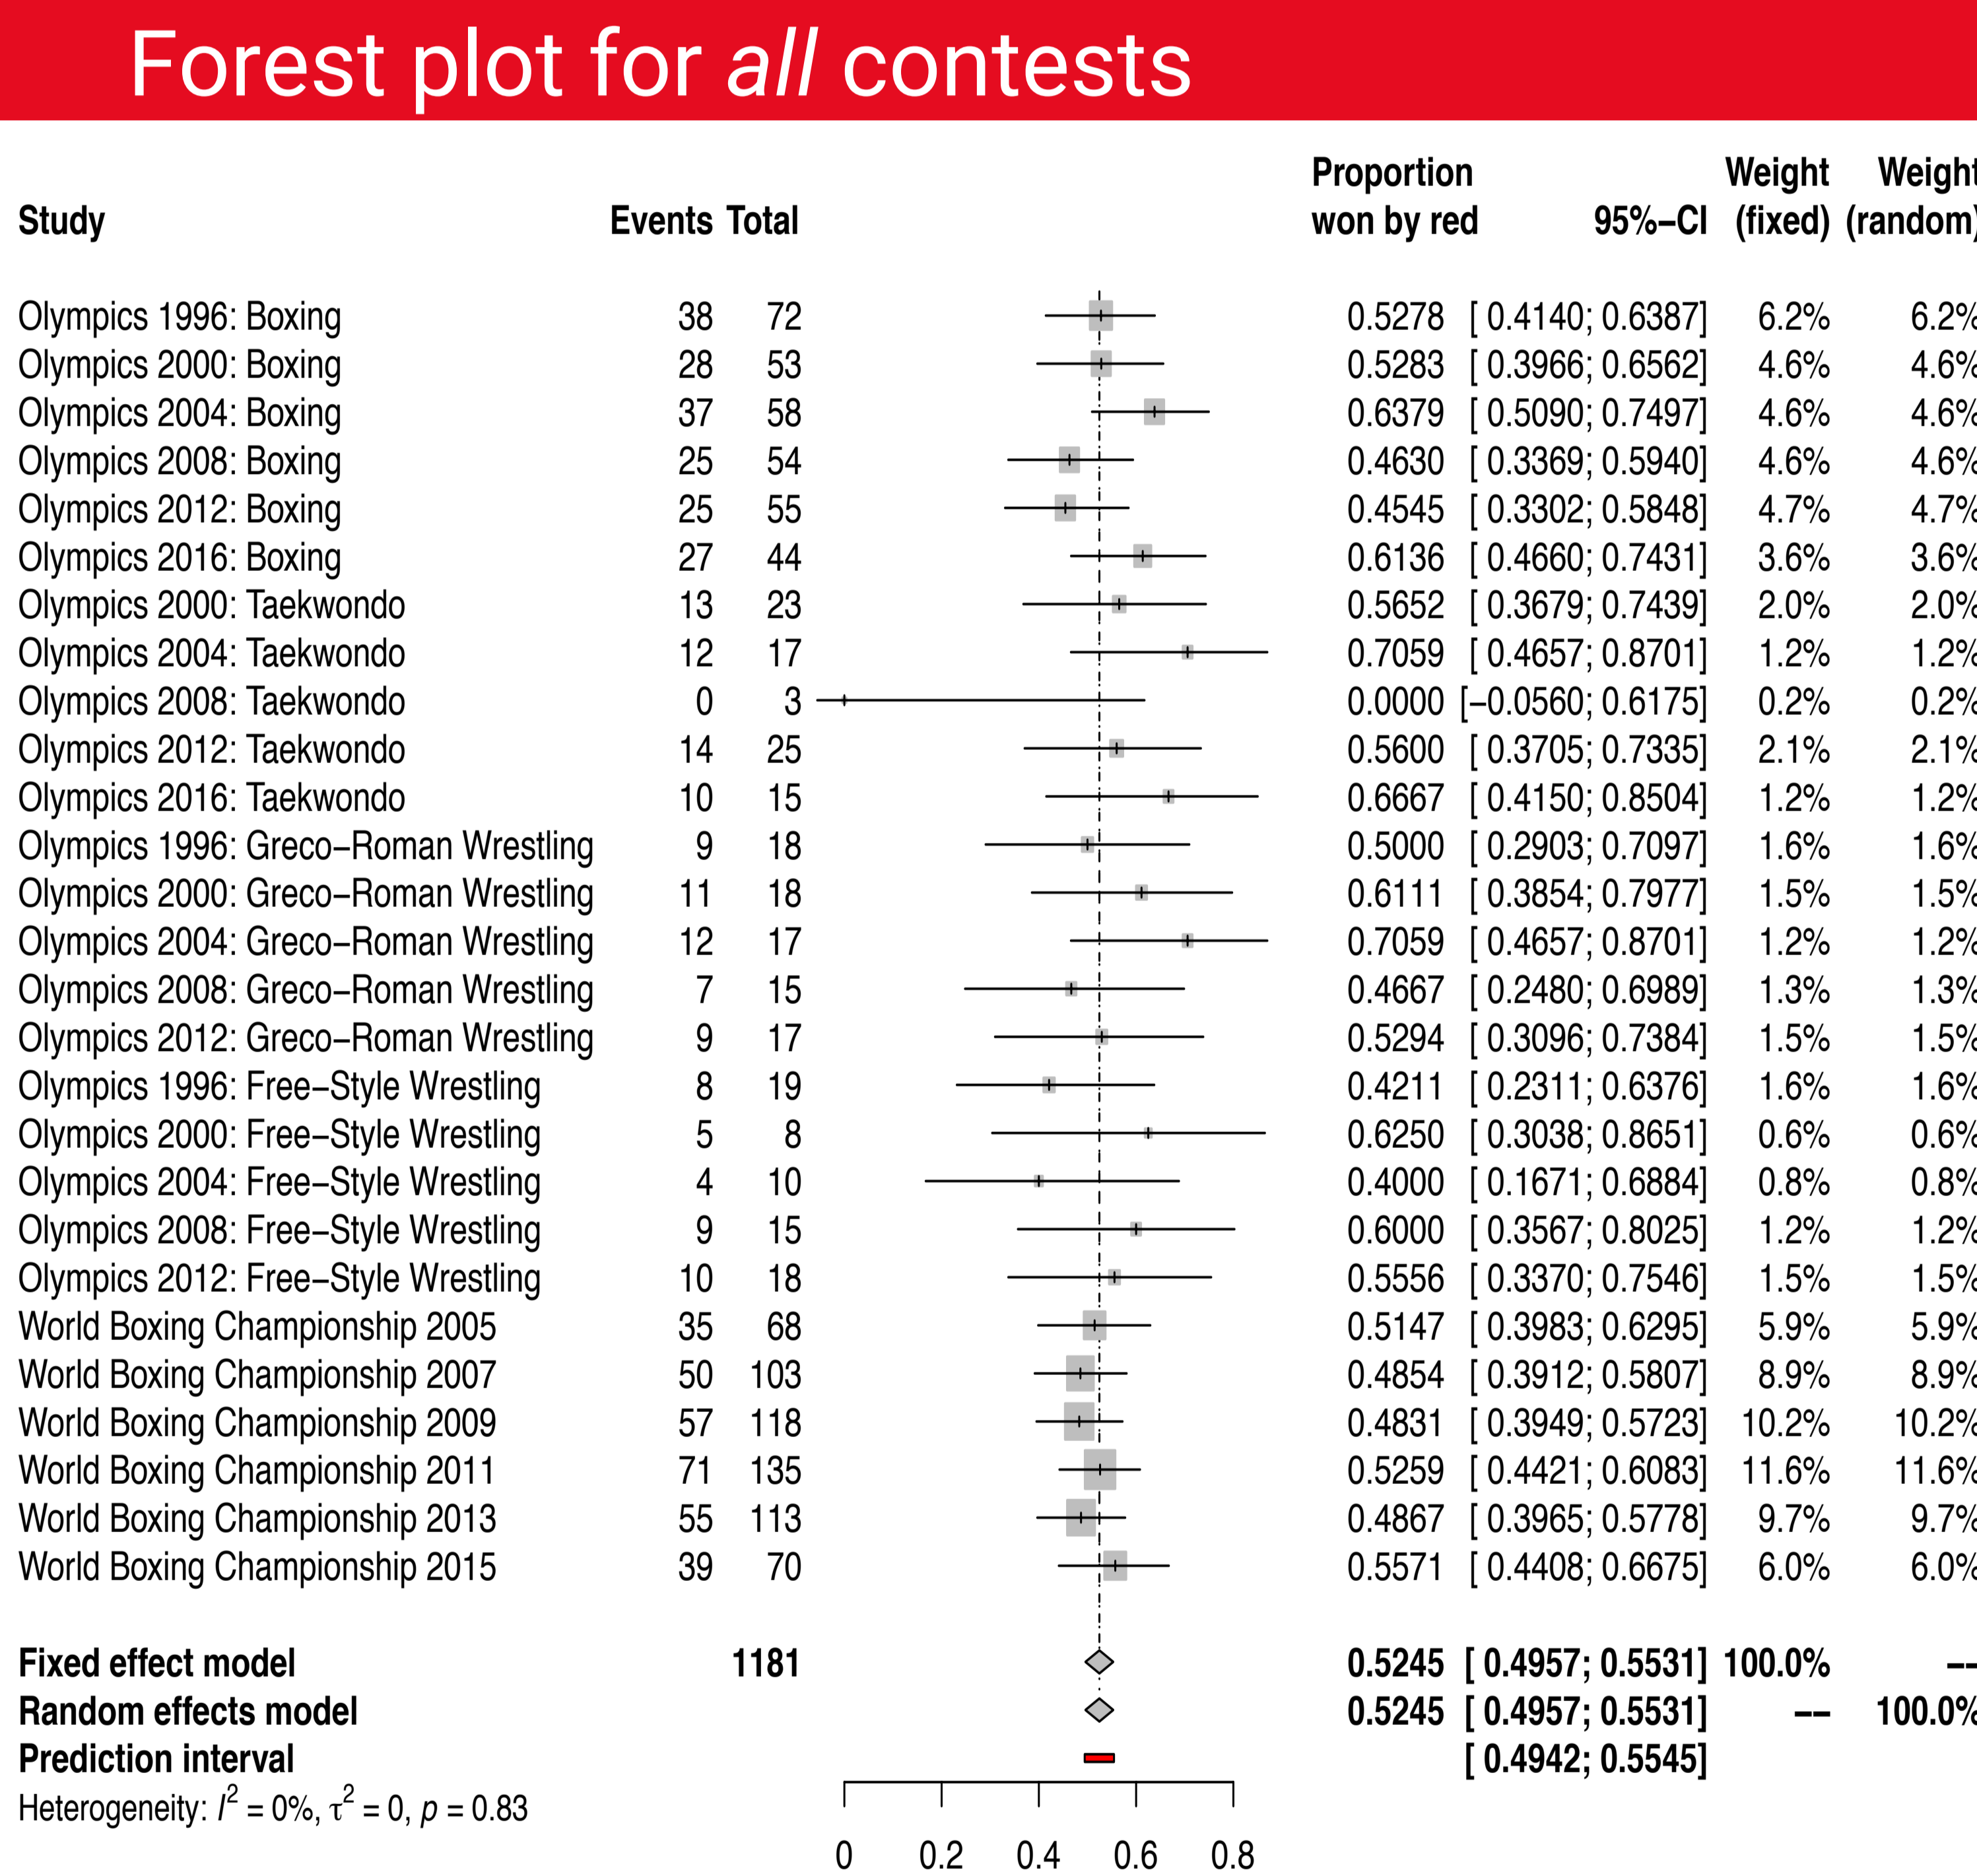 Forest plot for all contests
Proportion Weight Weight
Study Events Total won by red 95%–CI (fixed) (random)
Olympics 1996: Boxing 38 72 0.5278 [ 0.4140; 0.6387] 6.2% 6.2%
Olympics 2000: Boxing 28 53 0.5283 [ 0.3966; 0.6562] 4.6% 4.6%
Olympics 2004: Boxing 37 58 0.6379 [ 0.5090; 0.7497] 4.6% 4.6%
Olympics 2008: Boxing 25 54 0.4630 [ 0.3369; 0.5940] 4.6% 4.6%
Olympics 2012: Boxing 25 55 0.4545 [ 0.3302; 0.5848] 4.7% 4.7%
Olympics 2016: Boxing 27 44 0.6136 [ 0.4660; 0.7431] 3.6% 3.6%
Olympics 2000: Taekwondo 13 23 0.5652 [ 0.3679; 0.7439] 2.0% 2.0%
Olympics 2004: Taekwondo 12 17 0.7059 [ 0.4657; 0.8701] 1.2% 1.2%
Olympics 2008: Taekwondo 0 3 0.0000 [–0.0560; 0.6175] 0.2% 0.2%
Olympics 2012: Taekwondo 14 25 0.5600 [ 0.3705; 0.7335] 2.1% 2.1%
Olympics 2016: Taekwondo 10 15 0.6667 [ 0.4150; 0.8504] 1.2% 1.2%
Olympics 1996: Greco–Roman Wrestling 9 18 0.5000 [ 0.2903; 0.7097] 1.6% 1.6%
Olympics 2000: Greco–Roman Wrestling 11 18 0.6111 [ 0.3854; 0.7977] 1.5% 1.5%
Olympics 2004: Greco–Roman Wrestling 12 17 0.7059 [ 0.4657; 0.8701] 1.2% 1.2%
Olympics 2008: Greco–Roman Wrestling 7 15 0.4667 [ 0.2480; 0.6989] 1.3% 1.3%
Olympics 2012: Greco–Roman Wrestling 9 17 0.5294 [ 0.3096; 0.7384] 1.5% 1.5%
Olympics 1996: Free–Style Wrestling 8 19 0.4211 [ 0.2311; 0.6376] 1.6% 1.6%
Olympics 2000: Free–Style Wrestling 5 8 0.6250 [ 0.3038; 0.8651] 0.6% 0.6%
Olympics 2004: Free–Style Wrestling 4 10 0.4000 [ 0.1671; 0.6884] 0.8% 0.8%
Olympics 2008: Free–Style Wrestling 9 15 0.6000 [ 0.3567; 0.8025] 1.2% 1.2%
Olympics 2012: Free–Style Wrestling 10 18 0.5556 [ 0.3370; 0.7546] 1.5% 1.5%
World Boxing Championship 2005 35 68 0.5147 [ 0.3983; 0.6295] 5.9% 5.9%
World Boxing Championship 2007 50 103 0.4854 [ 0.3912; 0.5807] 8.9% 8.9%
World Boxing Championship 2009 57 118 0.4831 [ 0.3949; 0.5723] 10.2% 10.2%
World Boxing Championship 2011 71 135 0.5259 [ 0.4421; 0.6083] 11.6% 11.6%
World Boxing Championship 2013 55 113 0.4867 [ 0.3965; 0.5778] 9.7% 9.7%
World Boxing Championship 2015 39 70 0.5571 [ 0.4408; 0.6675] 6.0% 6.0%
Fixed effect model 1181 0.5245 [ 0.4957; 0.5531] 100.0% ––
Random effects model 0.5245 [ 0.4957; 0.5531] –– 100.0%
Prediction interval [ 0.4942; 0.5545]
Heterogeneity: I² = 0%, τ² = 0, p = 0.83
0 0.2 0.4 0.6 0.8